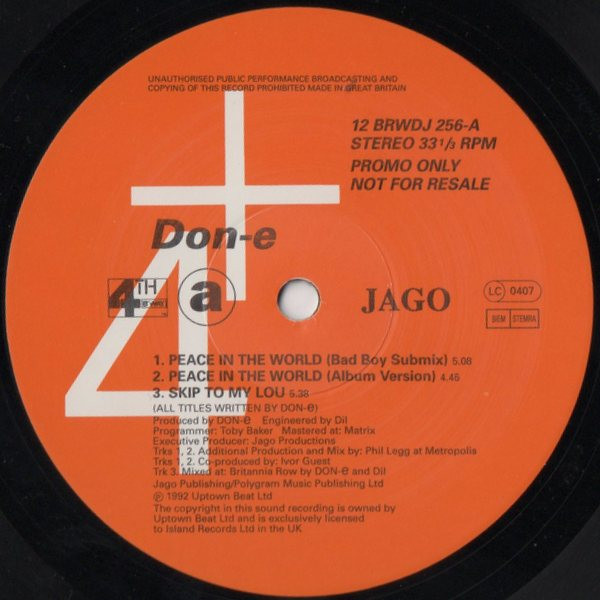 UNAUTHORISED PUBLIC PERFORMANCE BROADCASTING AND
COPYING OF THIS RECORD PROHIBITED MADE IN GREAT BRITAIN
12 BRWDJ 256-A
STEREO 33 1/3 RPM
PROMO ONLY
NOT FOR RESALE
Don-e
4TH
B'WAY
a
JAGO
LC 0407
BIEM STEMRA
1. PEACE IN THE WORLD (Bad Boy Submix) 5.08
2. PEACE IN THE WORLD (Album Version) 4.45
3. SKIP TO MY LOU 5.38
(ALL TITLES WRITTEN BY DON-e)
Produced by DON-e Engineered by Dil
Programmer: Toby Baker Mastered at: Matrix
Executive Producer: Jago Productions
Trks 1, 2. Additional Production and Mix by: Phil Legg at Metropolis
Trks 1, 2. Co-produced by: Ivor Guest
Trk 3. Mixed at: Britannia Row by DON-e and Dil
Jago Publishing/Polygram Music Publishing Ltd
℗ 1992 Uptown Beat Ltd
The copyright in this sound recording is owned by
Uptown Beat Ltd and is exclusively licensed
to Island Records Ltd in the UK